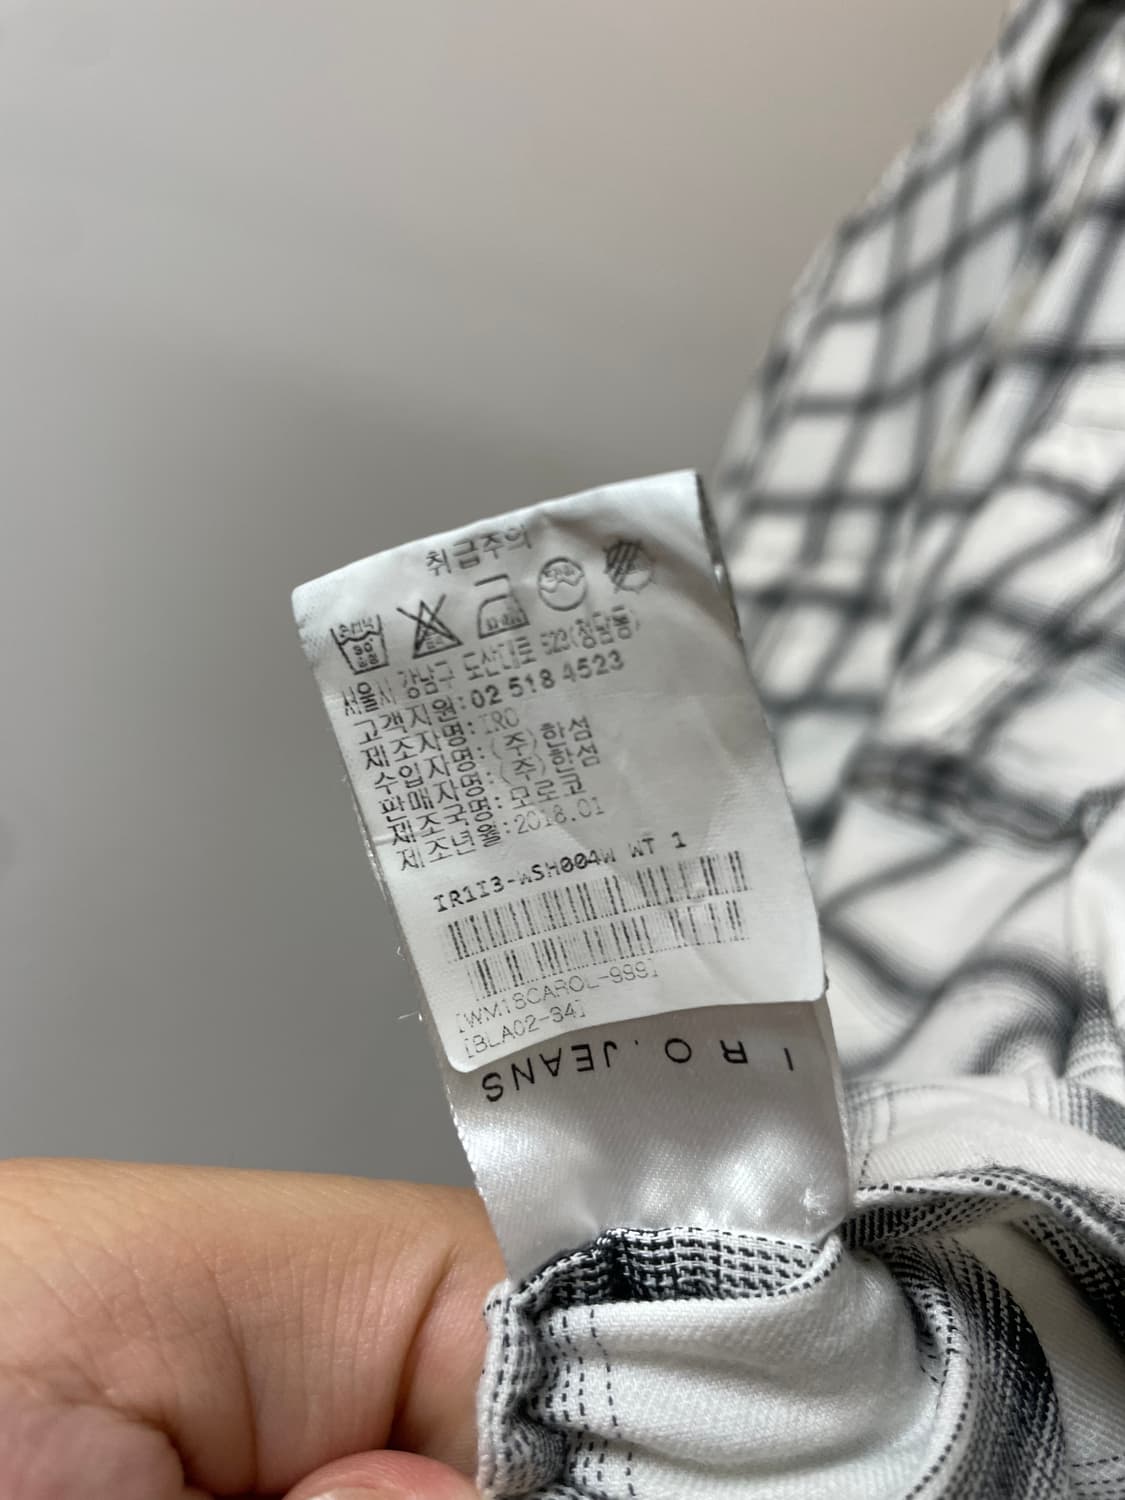 취급주의
서울시 강남구 도산대로 523(청담동)
고객지원:02 518 4523
제조자명:IRO
수입자명:(주)한섬
판매자명:(주)한섬
제조국명:모로코
제조년월:2018.01
IR1I3-WSH004W WT 1
[WM18CAROL-999]
[BLA02-34]
IRO.JEANS